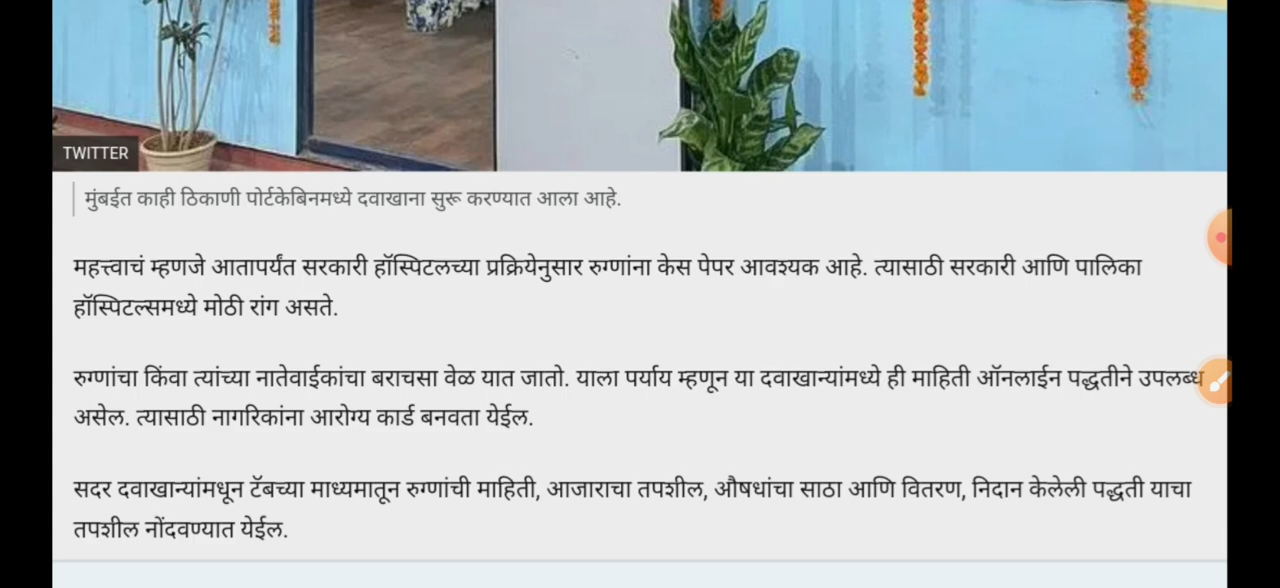 TWITTER
मुंबईत काही ठिकाणी पोर्टकेबिनमध्ये दवाखाना सुरू करण्यात आला आहे.
महत्त्वाचं म्हणजे आतापर्यंत सरकारी हॉस्पिटलच्या प्रक्रियेनुसार रुग्णांना केस पेपर आवश्यक आहे. त्यासाठी सरकारी आणि पालिका
हॉस्पिटल्समध्ये मोठी रांग असते.
रुग्णांचा किंवा त्यांच्या नातेवाईकांचा बराचसा वेळ यात जातो. याला पर्याय म्हणून या दवाखान्यांमध्ये ही माहिती ऑनलाईन पद्धतीने उपलब्ध
असेल. त्यासाठी नागरिकांना आरोग्य कार्ड बनवता येईल.
सदर दवाखान्यांमधून टॅबच्या माध्यमातून रुग्णांची माहिती, आजाराचा तपशील, औषधांचा साठा आणि वितरण, निदान केलेली पद्धती याचा
तपशील नोंदवण्यात येईल.